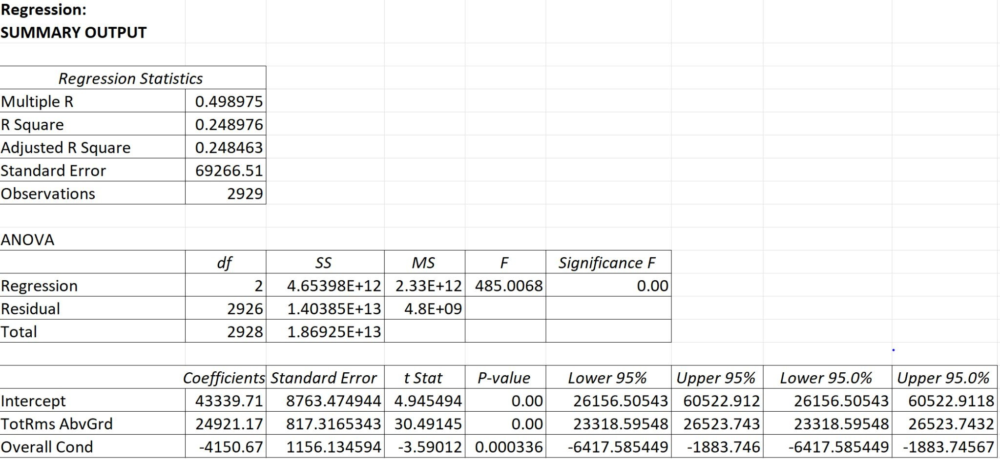 Regression:
SUMMARY OUTPUT
Regression Statistics
Multiple R 0.498975
R Square 0.248976
Adjusted R Square 0.248463
Standard Error 69266.51
Observations 2929
ANOVA
df SS MS F Significance F
Regression 2 4.65398E+12 2.33E+12 485.0068 0.00
Residual 2926 1.40385E+13 4.8E+09
Total 2928 1.86925E+13
Coefficients Standard Error t Stat P-value Lower 95% Upper 95% Lower 95.0% Upper 95.0%
Intercept 43339.71 8763.474944 4.945494 0.00 26156.50543 60522.912 26156.50543 60522.9118
TotRms AbvGrd 24921.17 817.3165343 30.49145 0.00 23318.59548 26523.743 23318.59548 26523.7432
Overall Cond -4150.67 1156.134594 -3.59012 0.000336 -6417.585449 -1883.746 -6417.585449 -1883.74567